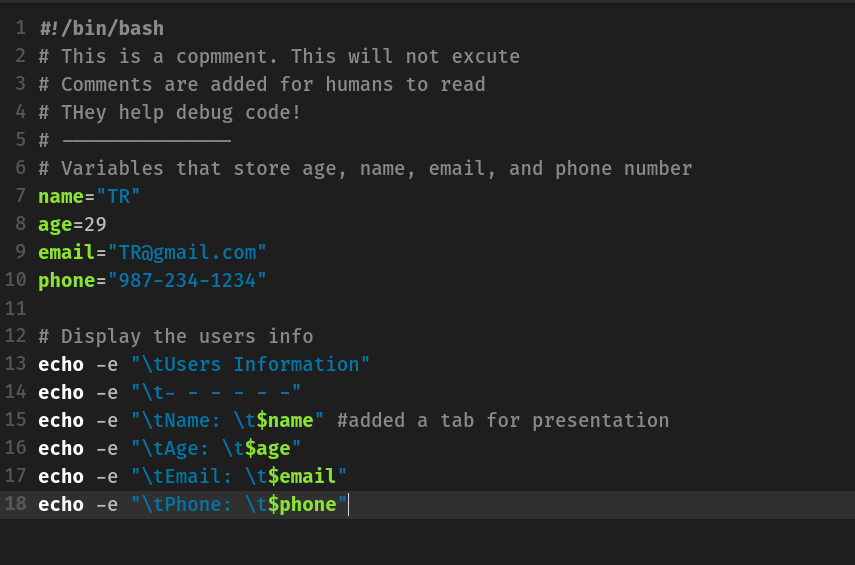 1 #!/bin/bash
2 # This is a copmment. This will not excute
3 # Comments are added for humans to read
4 # THey help debug code!
5 # ---------------
6 # Variables that store age, name, email, and phone number
7 name="TR"
8 age=29
9 email="TR@gmail.com"
10 phone="987-234-1234"
11
12 # Display the users info
13 echo -e "\tUsers Information"
14 echo -e "\t- - - - - -"
15 echo -e "\tName: \t$name" #added a tab for presentation
16 echo -e "\tAge: \t$age"
17 echo -e "\tEmail: \t$email"
18 echo -e "\tPhone: \t$phone"